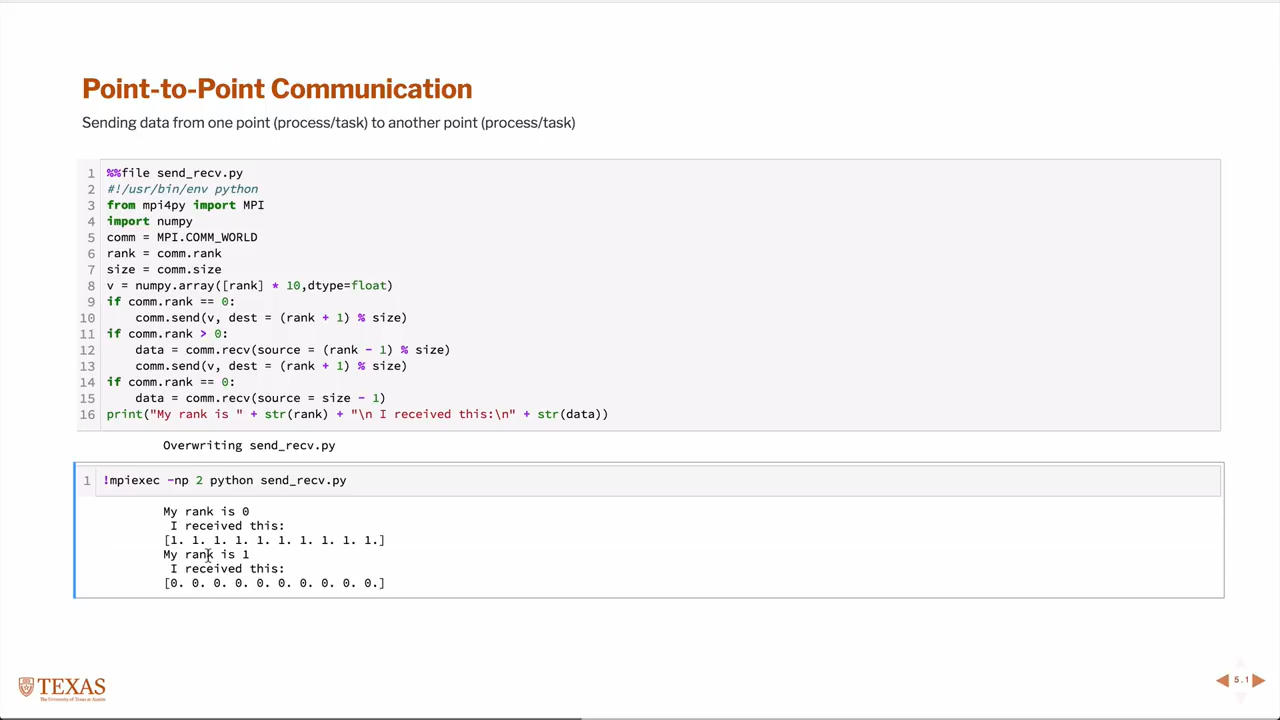 Point-to-Point Communication
Sending data from one point (process/task) to another point (process/task)
1 %%file send_recv.py
2 #!/usr/bin/env python
3 from mpi4py import MPI
4 import numpy
5 comm = MPI.COMM_WORLD
6 rank = comm.rank
7 size = comm.size
8 v = numpy.array([rank] * 10,dtype=float)
9 if comm.rank == 0:
10     comm.send(v, dest = (rank + 1) % size)
11 if comm.rank > 0:
12     data = comm.recv(source = (rank - 1) % size)
13     comm.send(v, dest = (rank + 1) % size)
14 if comm.rank == 0:
15     data = comm.recv(source = size - 1)
16 print("My rank is " + str(rank) + "\n I received this:\n" + str(data))
Overwriting send_recv.py
1 !mpiexec -np 2 python send_recv.py
My rank is 0
 I received this:
[1. 1. 1. 1. 1. 1. 1. 1. 1. 1.]
My rank is 1
 I received this:
[0. 0. 0. 0. 0. 0. 0. 0. 0. 0.]
TEXAS
The University of Texas at Austin
5.1